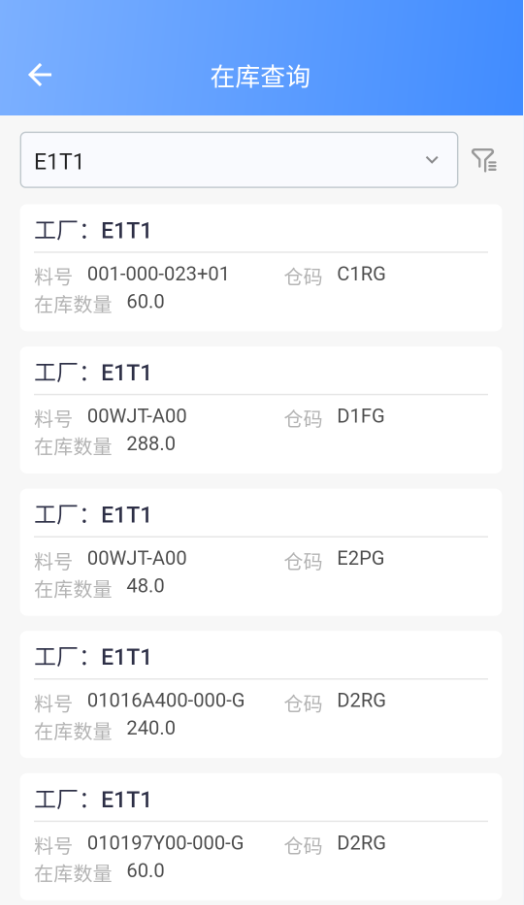 在库查询
E1T1
工厂：E1T1
料号 001-000-023+01 仓码 C1RG
在库数量 60.0
工厂：E1T1
料号 00WJT-A00 仓码 D1FG
在库数量 288.0
工厂：E1T1
料号 00WJT-A00 仓码 E2PG
在库数量 48.0
工厂：E1T1
料号 01016A400-000-G 仓码 D2RG
在库数量 240.0
工厂：E1T1
料号 010197Y00-000-G 仓码 D2RG
在库数量 60.0